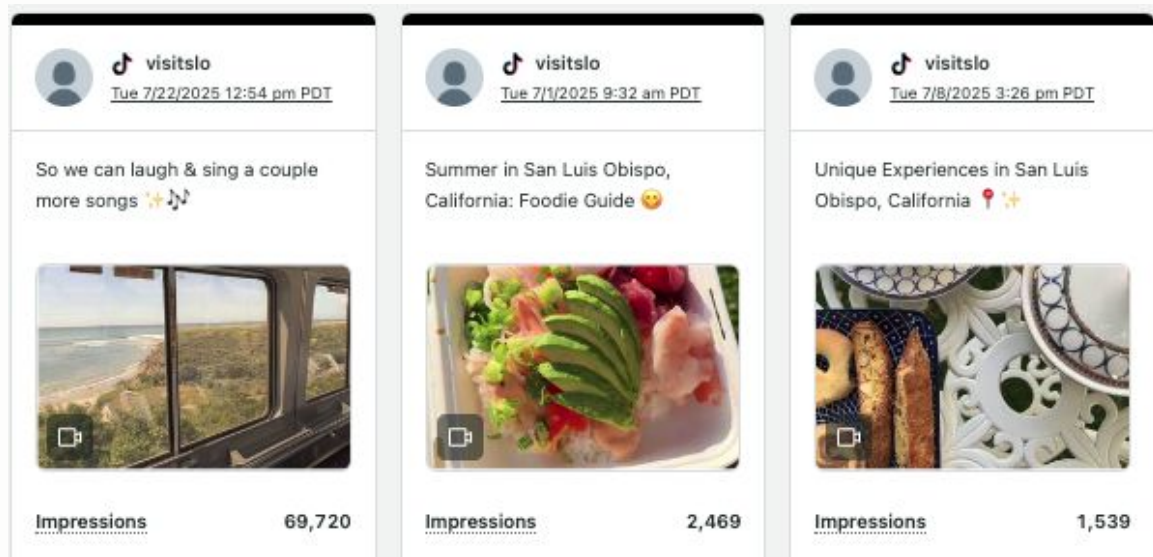 visitslo
Tue 7/22/2025 12:54 pm PDT
So we can laugh & sing a couple
more songs ✨🎶
Impressions 69,720
visitslo
Tue 7/1/2025 9:32 am PDT
Summer in San Luis Obispo,
California: Foodie Guide 😋
Impressions 2,469
visitslo
Tue 7/8/2025 3:26 pm PDT
Unique Experiences in San Luis
Obispo, California 📍✨
Impressions 1,539